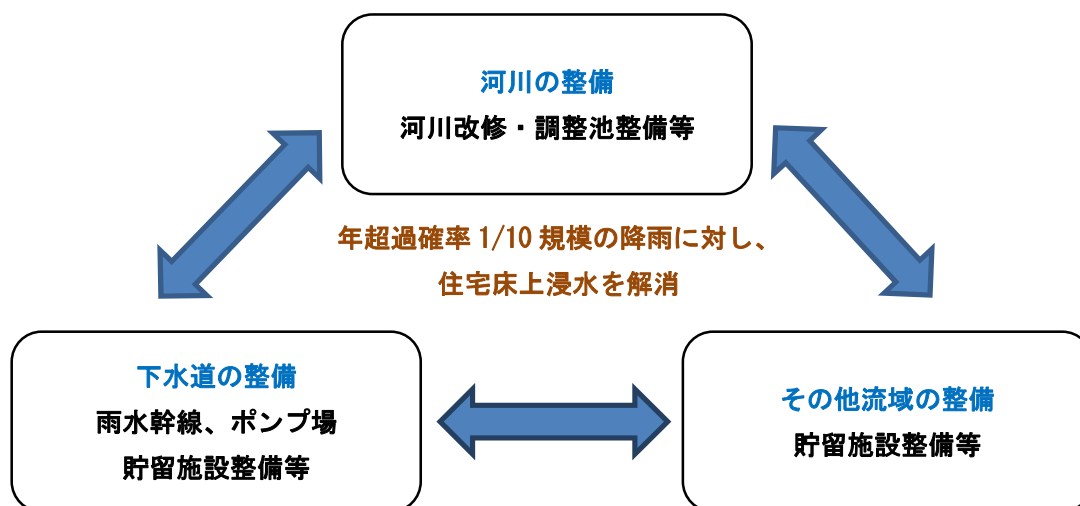 河川の整備
河川改修・調整池整備等
年超過確率 1/10 規模の降雨に対し、
住宅床上浸水を解消
下水道の整備
雨水幹線、ポンプ場
貯留施設整備等
その他流域の整備
貯留施設整備等